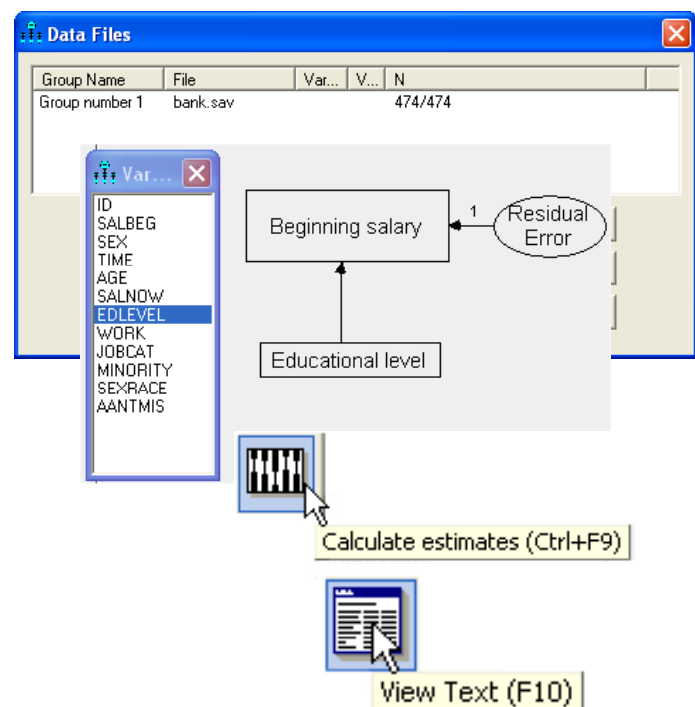 Data Files
Group Name File Var... V... N
Group number 1 bank.sav 474/474
Var...
ID
SALBEG
SEX
TIME
AGE
SALNOW
EDLEVEL
WORK
JOBCAT
MINORITY
SEXRACE
AANTMIS
Beginning salary
1
Residual
Error
Educational level
Calculate estimates (Ctrl+F9)
View Text (F10)